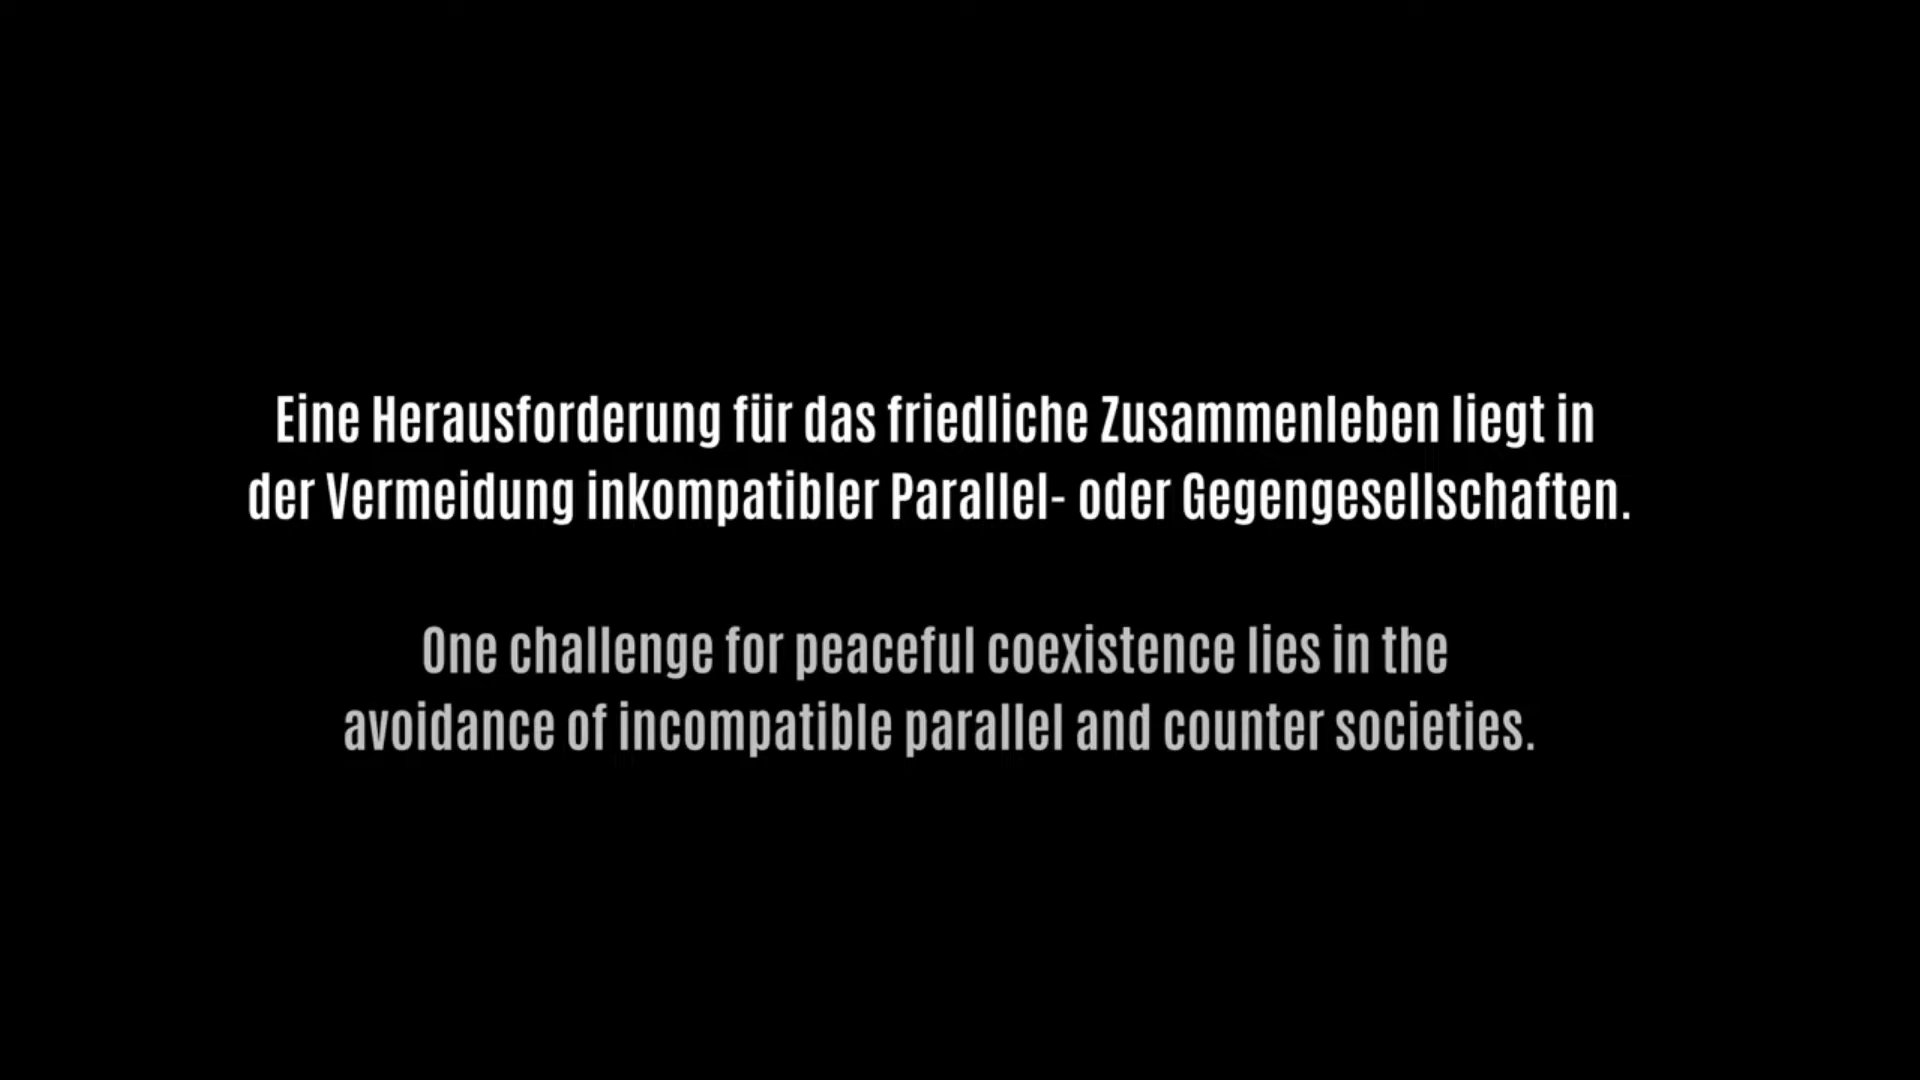 Eine Herausforderung für das friedliche Zusammenleben liegt in
der Vermeidung inkompatibler Parallel- oder Gegengesellschaften.
One challenge for peaceful coexistence lies in the
avoidance of incompatible parallel and counter societies.